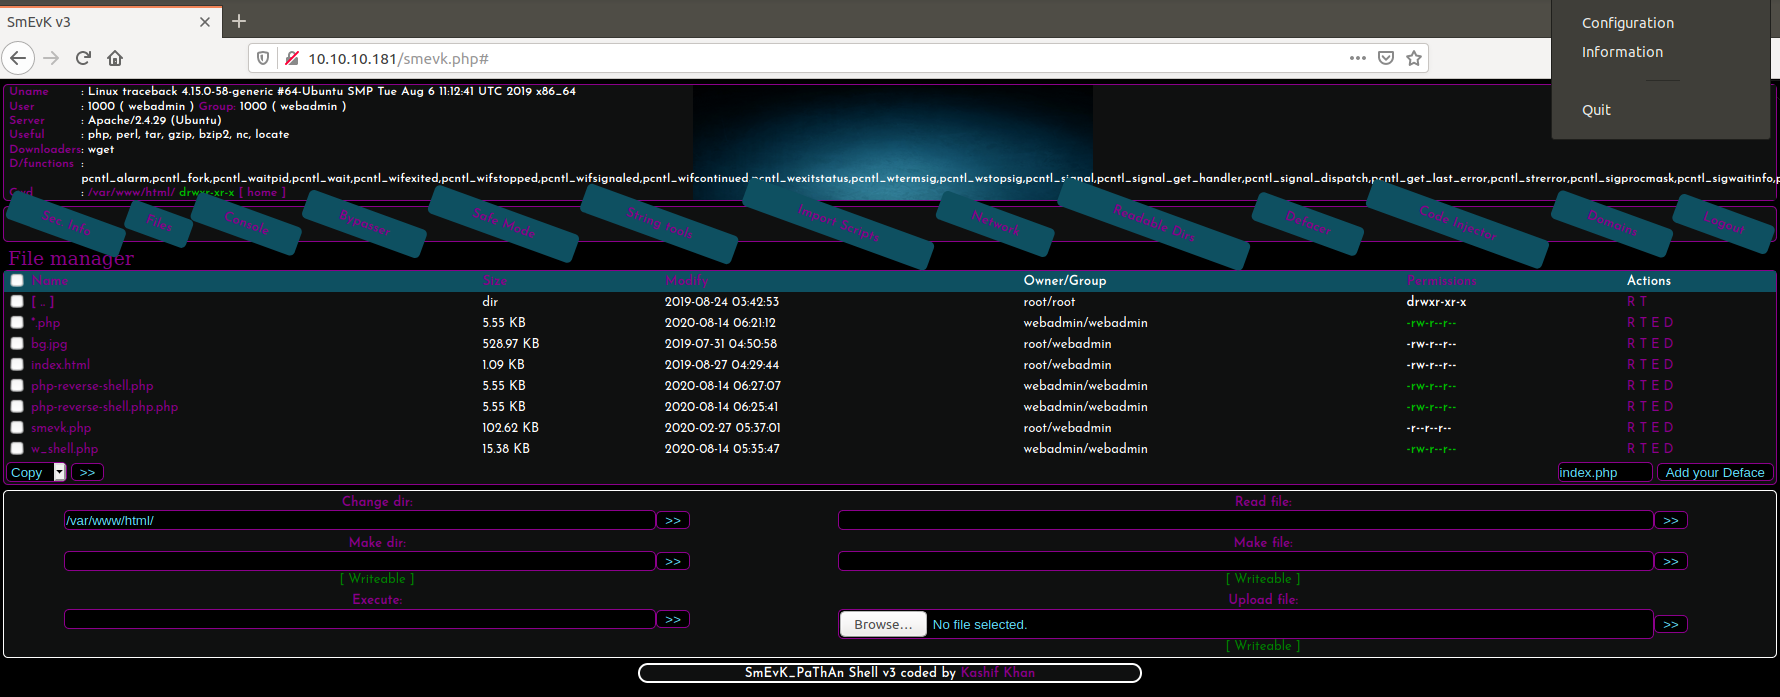 SmEvK v3
10.10.10.181/smevk.php#
Configuration
Information
Quit
Uname : Linux traceback 4.15.0-58-generic #64-Ubuntu SMP Tue Aug 6 11:12:41 UTC 2019 x86_64
User : 1000 ( webadmin ) Group: 1000 ( webadmin )
Server : Apache/2.4.29 (Ubuntu)
Useful : php, perl, tar, gzip, bzip2, nc, locate
Downloaders: wget
D/functions :
pcntl_alarm,pcntl_fork,pcntl_waitpid,pcntl_wait,pcntl_wifexited,pcntl_wifstopped,pcntl_wifsignaled,pcntl_wifcontinued,pcntl_wexitstatus,pcntl_wtermsig,pcntl_wstopsig,pcntl_signal,pcntl_signal_get_handler,pcntl_signal_dispatch,pcntl_get_last_error,pcntl_strerror,pcntl_sigprocmask,pcntl_sigwaitinfo,
Cwd : /var/www/html/ drwxr-xr-x [ home ]
Sec. Info Files Console Bypasser Safe Mode String tools Import Scripts Network Readable Dirs Defacer Code Injector Domains Logout
File manager
Name Size Modify Owner/Group Permissions Actions
[ .. ] dir 2019-08-24 03:42:53 root/root drwxr-xr-x R T
*.php 5.55 KB 2020-08-14 06:21:12 webadmin/webadmin -rw-r--r-- R T E D
bg.jpg 528.97 KB 2019-07-31 04:50:58 root/webadmin -rw-r--r-- R T E D
index.html 1.09 KB 2019-08-27 04:29:44 root/webadmin -rw-r--r-- R T E D
php-reverse-shell.php 5.55 KB 2020-08-14 06:27:07 webadmin/webadmin -rw-r--r-- R T E D
php-reverse-shell.php.php 5.55 KB 2020-08-14 06:25:41 webadmin/webadmin -rw-r--r-- R T E D
smevk.php 102.62 KB 2020-02-27 05:37:01 root/webadmin -r--r--r-- R T E D
w_shell.php 15.38 KB 2020-08-14 05:35:47 webadmin/webadmin -rw-r--r-- R T E D
Copy >> index.php Add your Deface
Change dir: Read file:
/var/www/html/ >> >>
Make dir: Make file:
>> >>
[ Writeable ] [ Writeable ]
Execute: Upload file:
>> Browse... No file selected. >>
[ Writeable ]
SmEvK_PaThAn Shell v3 coded by Kashif Khan